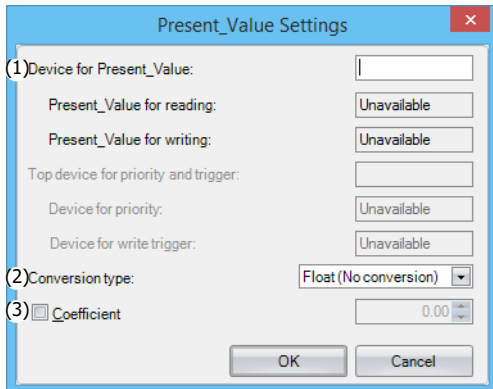 Present_Value Settings
×
(1) Device for Present_Value:
Present_Value for reading: Unavailable
Present_Value for writing: Unavailable
Top device for priority and trigger:
Device for priority: Unavailable
Device for write trigger: Unavailable
(2) Conversion type: Float (No conversion)
(3) Coefficient 0.00
OK Cancel